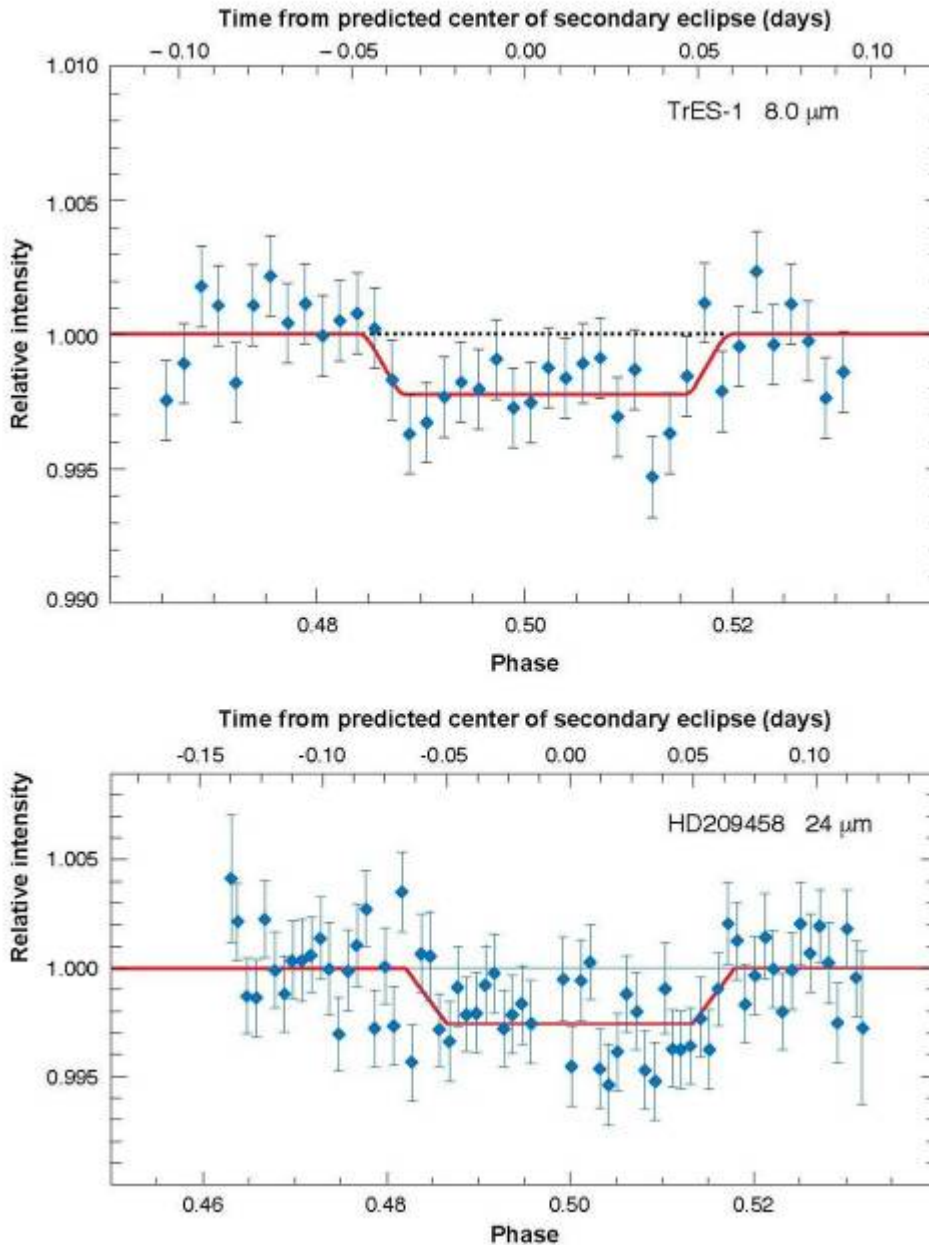 Time from predicted center of secondary eclipse (days)
– 0.10 – 0.05 0.00 0.05 0.10
1.010
TrES-1 8.0 μm
1.005
Relative intensity
1.000
0.995
0.990
0.48 0.50 0.52
Phase
Time from predicted center of secondary eclipse (days)
-0.15 -0.10 -0.05 0.00 0.05 0.10
HD209458 24 μm
1.005
Relative intensity
1.000
0.995
0.46 0.48 0.50 0.52
Phase